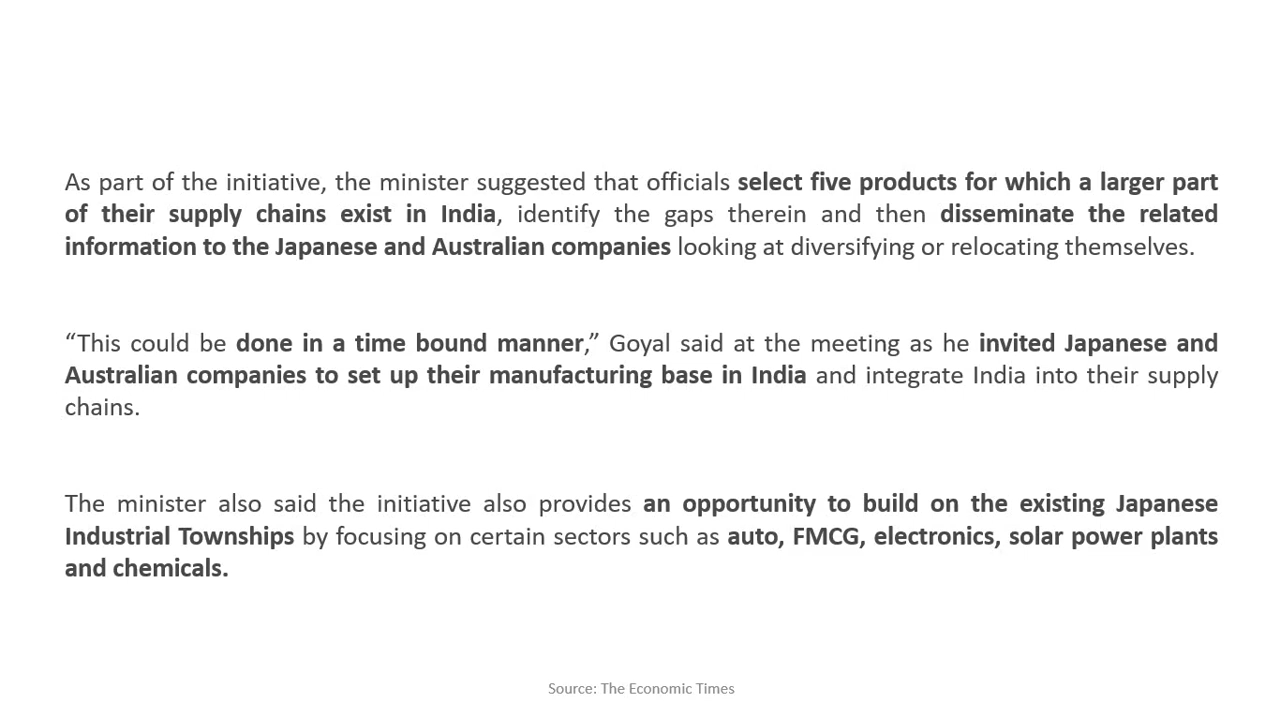 As part of the initiative, the minister suggested that officials select five products for which a larger part
of their supply chains exist in India, identify the gaps therein and then disseminate the related
information to the Japanese and Australian companies looking at diversifying or relocating themselves.
“This could be done in a time bound manner,” Goyal said at the meeting as he invited Japanese and
Australian companies to set up their manufacturing base in India and integrate India into their supply
chains.
The minister also said the initiative also provides an opportunity to build on the existing Japanese
Industrial Townships by focusing on certain sectors such as auto, FMCG, electronics, solar power plants
and chemicals.
Source: The Economic Times